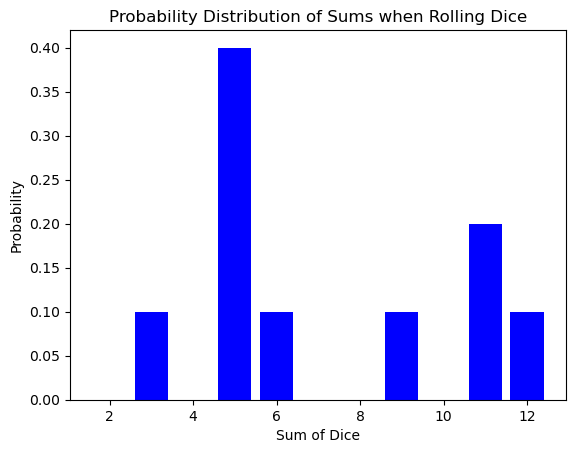 Probability Distribution of Sums when Rolling Dice
0.40
0.35
0.30
0.25
0.20
0.15
0.10
0.05
0.00
Probability
2 4 6 8 10 12
Sum of Dice